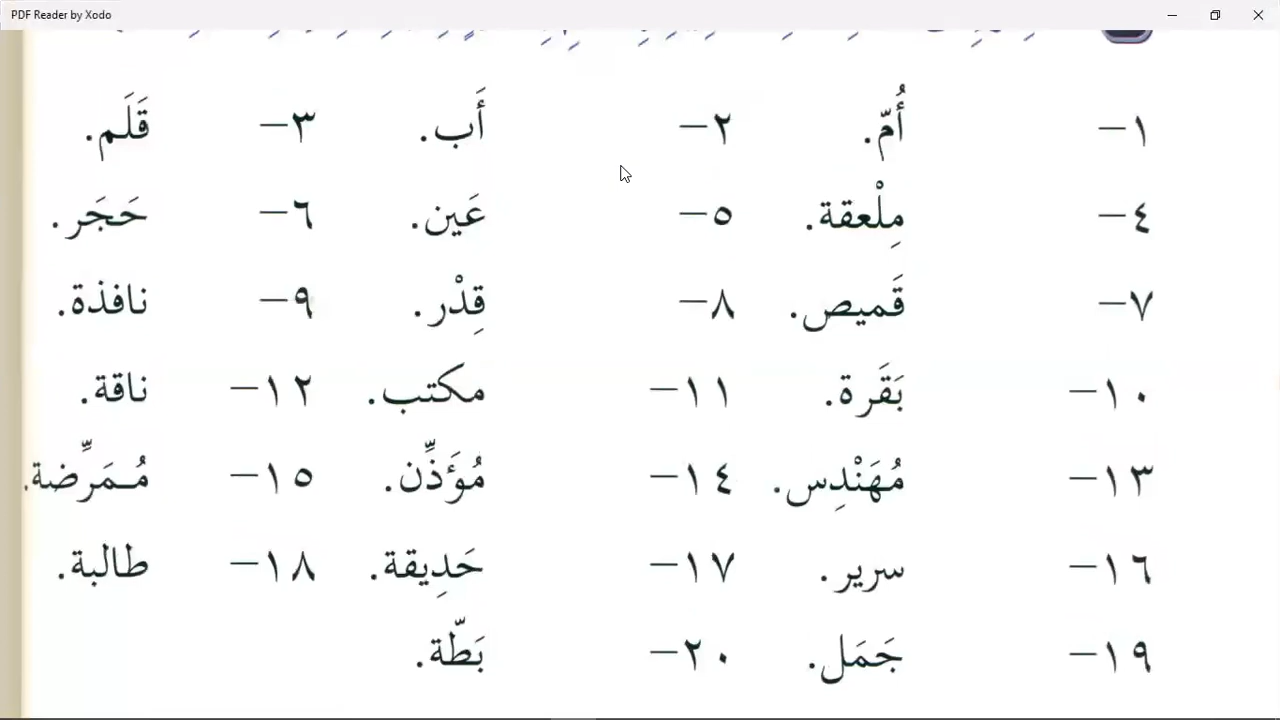 PDF Reader by Xodo
١- أُمّ. ٢- أَب. ٣- قَلَم.
٤- مِلْعقة. ٥- عَين. ٦- حَجَر.
٧- قَميص. ٨- قِدْر. ٩- نافذة.
١٠- بَقَرة. ١١- مكتب. ١٢- ناقة.
١٣- مُهَنْدِس. ١٤- مُؤَذِّن. ١٥- مُـمَرِّضة.
١٦- سرير. ١٧- حَدِيقة. ١٨- طالبة.
١٩- جَمَل. ٢٠- بَطّة.